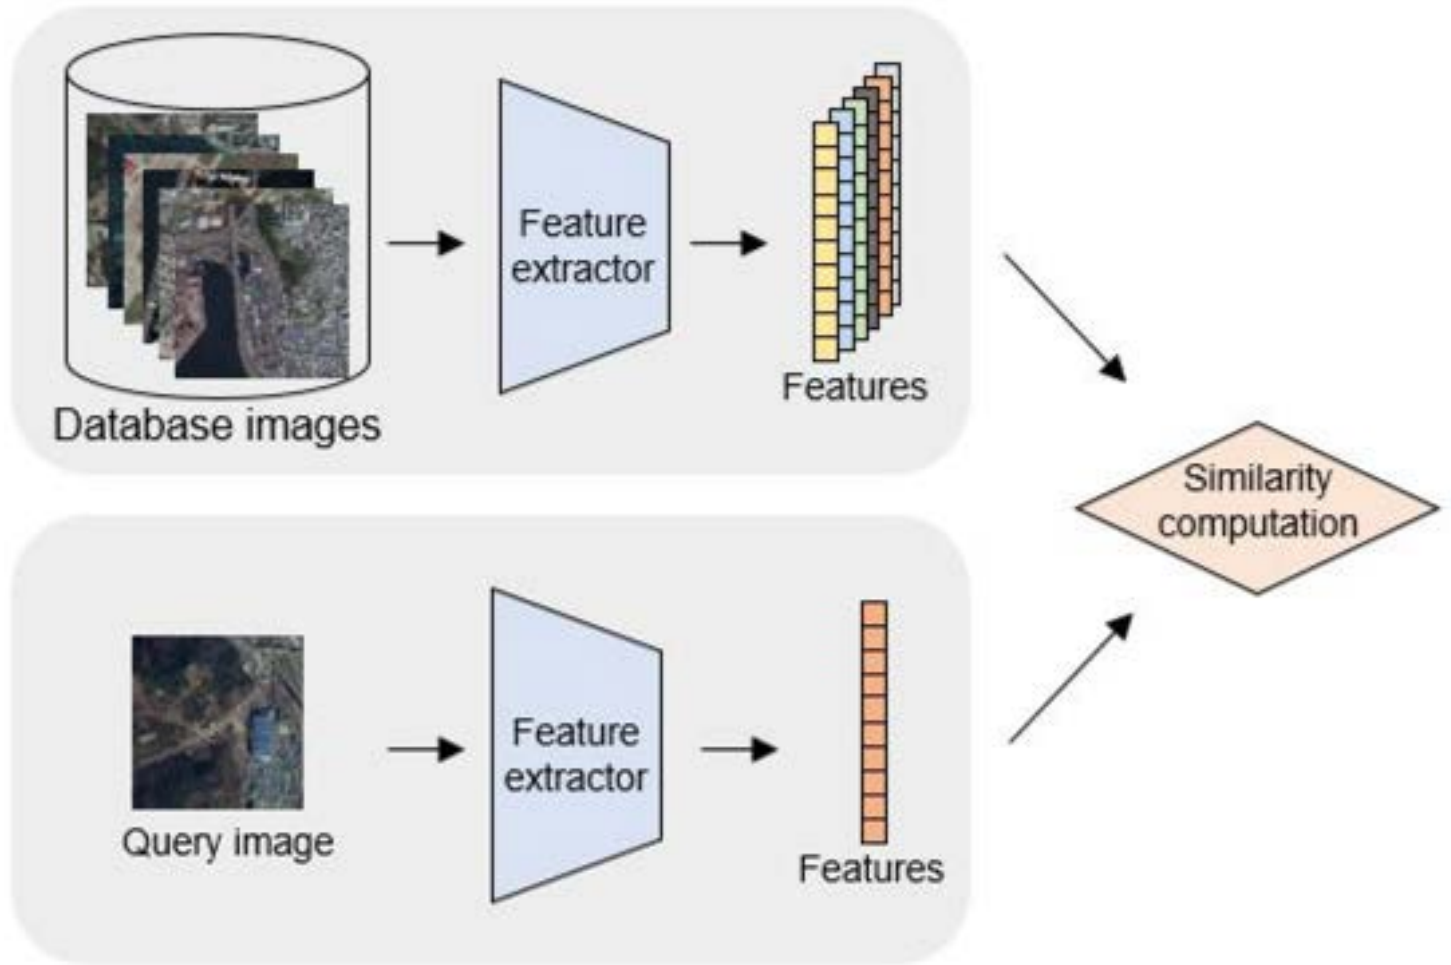 Feature
extractor
Features
Database images
Similarity
computation
Feature
extractor
Query image
Features